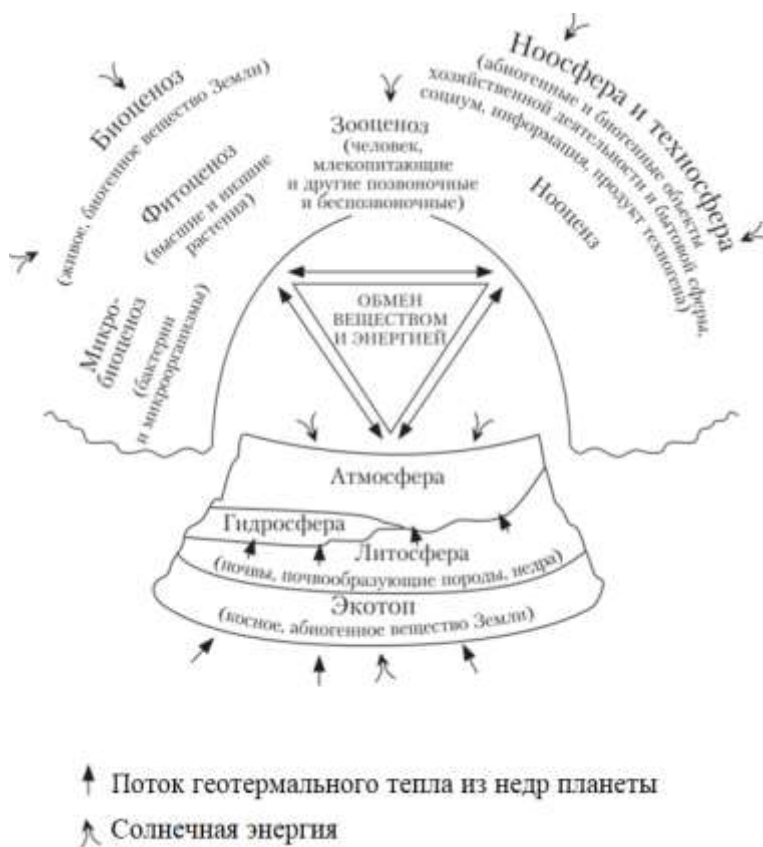 Биоценоз
(живое, биогенное вещество Земли)
Фитоценоз
(высшие и низшие
растения)
Микро-
биоценоз
(бактерии
и микроорганизмы)
Зооценоз
(человек,
млекопитающие
и другие позвоночные
и беспозвоночные)
Ноосфера и техносфера
(абиогенные и биогенные объекты
хозяйственной деятельности и бытовой сферы,
социум, информация, продукт техногена)
Нооценз
ОБМЕН
ВЕЩЕСТВОМ
И ЭНЕРГИЕЙ
Атмосфера
Гидросфера
Литосфера
(почвы, почвообразующие породы, недра)
Экотоп
(косное, абиогенное вещество Земли)
Поток геотермального тепла из недр планеты
Солнечная энергия